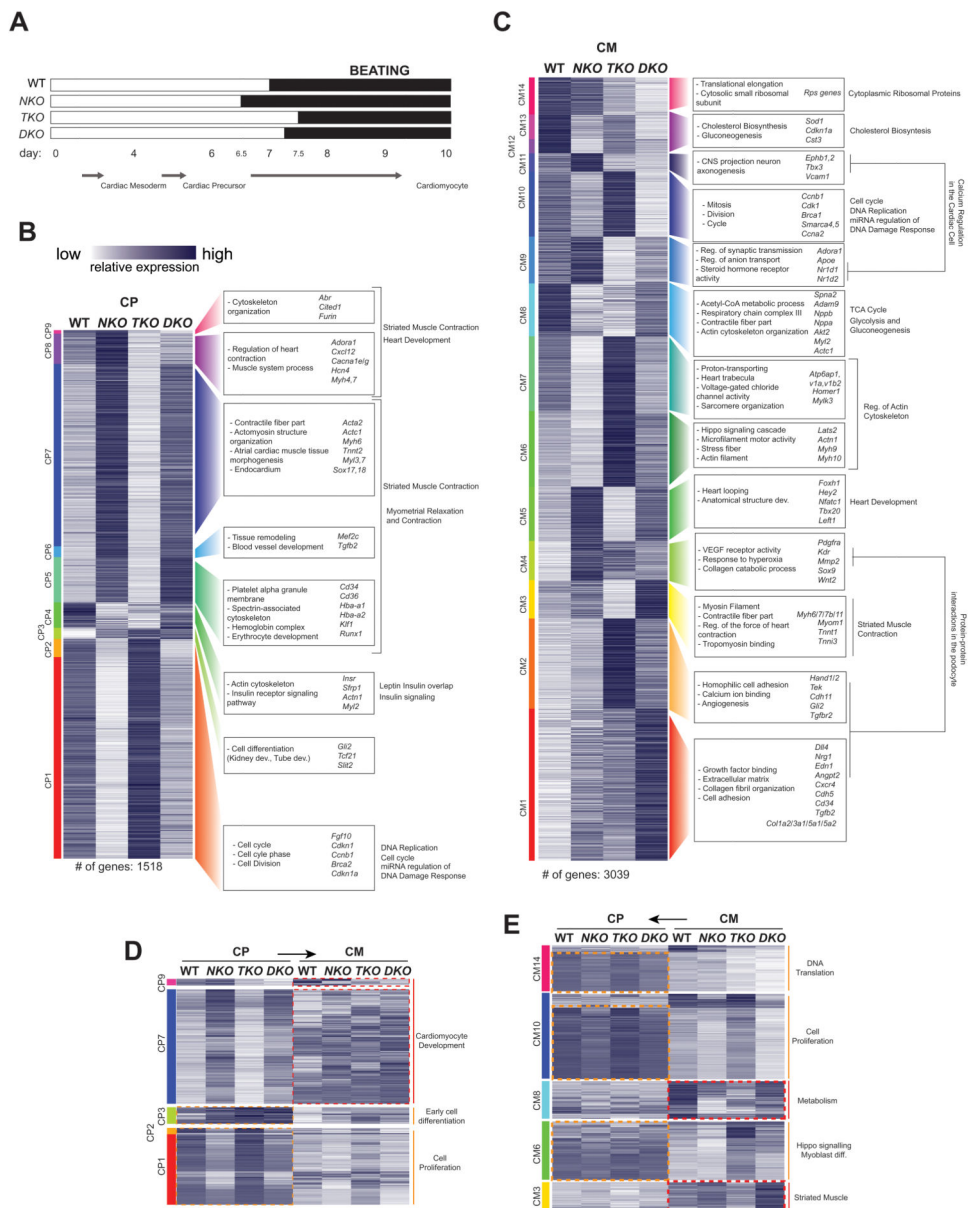 A
BEATING
WT
NKO
TKO
DKO
day: 0 4 6 6.5 7 7.5 10
Cardiac Mesoderm
Cardiac Precursor
Cardiomyocyte
B
low high
relative expression
CP
WT NKO TKO DKO
CP9
CP8
CP7
CP6
CP5
CP4
CP3
CP2
CP1
- Cytoskeleton
organization
Abr
Cited1
Furin
- Regulation of heart
contraction
- Muscle system process
Adora1
Cxcl12
Cacna1e/g
Hcn4
Myh4,7
Striated Muscle Contraction
Heart Development
- Contractile fiber part
- Actomyosin structure
organization
- Atrial cardiac muscle tissue
morphogenesis
- Endocardium
Acta2
Actc1
Myh6
Tnnt2
Myl3,7
Sox17,18
- Tissue remodeling
- Blood vessel development
Mef2c
Tgfb2
- Platelet alpha granule
membrane
- Spectrin-associated
cytoskeleton
- Hemoglobin complex
- Erythrocyte development
Cd34
Cd36
Hba-a1
Hba-a2
Klf1
Runx1
Striated Muscle Contraction
Myometrial Relaxation
and Contraction
- Actin cytoskeleton
- Insulin receptor signaling
pathway
Insr
Sfrp1
Actn1
Myl2
Leptin Insulin overlap
Insulin signaling
- Cell differentiation
(Kidney dev., Tube dev.)
Gli2
Tcf21
Slit2
- Cell cycle
- Cell cyle phase
- Cell Division
Fgf10
Cdkn1
Ccnb1
Brca2
Cdkn1a
DNA Replication
Cell cycle
miRNA regulation of
DNA Damage Response
# of genes: 1518
C
CM
WT NKO TKO DKO
CM14
CM13
CM12
CM11
CM10
CM9
CM8
CM7
CM6
CM5
CM4
CM3
CM2
CM1
- Translational elongation
- Cytosolic small ribosomal
subunit
Rps genes
Cytoplasmic Ribosomal Proteins
- Cholesterol Biosynthesis
- Gluconeogenesis
Sod1
Cdkn1a
Cst3
Cholesterol Biosyntesis
- CNS projection neuron
axonogenesis
Ephb1,2
Tbx3
Vcam1
- Mitosis
- Division
- Cycle
Ccnb1
Cdk1
Brca1
Smarca4,5
Ccna2
Cell cycle
DNA Replication
miRNA regulation of
DNA Damage Response
- Reg. of synaptic transmission
- Reg. of anion transport
- Steroid hormone receptor
activity
Adora1
Apoe
Nr1d1
Nr1d2
Calcium Regulation
in the Cardiac Cell
- Acetyl-CoA metabolic process
- Respiratory chain complex III
- Contractile fiber part
- Actin cytoskeleton organization
Spna2
Adam9
Nppb
Nppa
Akt2
Myl2
Actc1
TCA Cycle
Glycolysis and
Gluconeogenesis
- Proton-transporting
- Heart trabecula
- Voltage-gated chloride
channel activity
- Sarcomere organization
Atp6ap1,
v1a,v1b2
Homer1
Mylk3
- Hippo signaling cascade
- Microfilament motor activity
- Stress fiber
- Actin filament
Lats2
Actn1
Myh9
Myh10
Reg. of Actin
Cytoskeleton
- Heart looping
- Anatomical structure dev.
Foxh1
Hey2
Nfatc1
Tbx20
Left1
Heart Development
- VEGF receptor activity
- Response to hyperoxia
- Collagen catabolic process
Pdgfra
Kdr
Mmp2
Sox9
Wnt2
- Myosin Filament
- Contractile fiber part
- Reg. of the force of heart
contraction
- Tropomyosin binding
Myh6/7/7b/11
Myom1
Tnnt1
Tnni3
Striated Muscle
Contraction
- Homophilic cell adhesion
- Calcium ion binding
- Angiogenesis
Hand1/2
Tek
Cdh11
Gli2
Tgfbr2
- Growth factor binding
- Extracellular matrix
- Collagen fibril organization
- Cell adhesion
Dll4
Nrg1
Edn1
Angpt2
Cxcr4
Cdh5
Cd34
Tgfb2
Col1a2/3a1/5a1/5a2
Protein-protein
interactions in the podocyte
# of genes: 3039
D
CP CM
WT NKO TKO DKO WT NKO TKO DKO
CP9
CP7
CP3
CP2
CP1
Cardiomyocyte
Development
Early cell
differentiation
Cell
Proliferation
E
CP CM
WT NKO TKO DKO WT NKO TKO DKO
CM14
CM10
CM8
CM6
CM3
DNA
Translation
Cell
Proliferation
Metabolism
Hippo signalling
Myoblast diff.
Striated Muscle